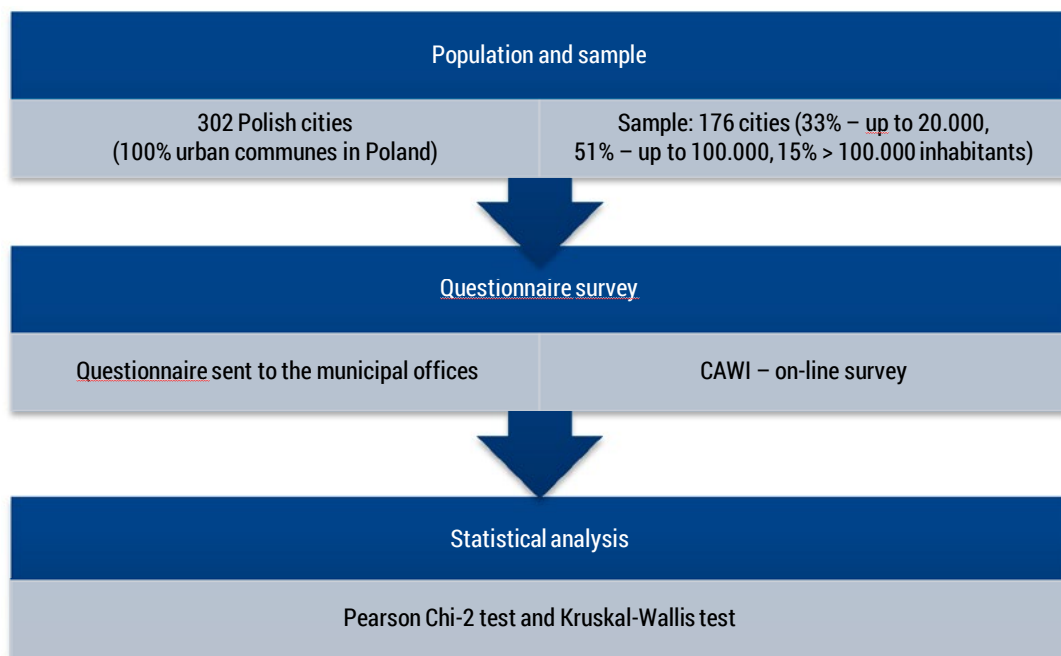 Population and sample
302 Polish cities
(100% urban communes in Poland)
Sample: 176 cities (33% – up to 20.000,
51% – up to 100.000, 15% > 100.000 inhabitants)
Questionnaire survey
Questionnaire sent to the municipal offices
CAWI – on-line survey
Statistical analysis
Pearson Chi-2 test and Kruskal-Wallis test